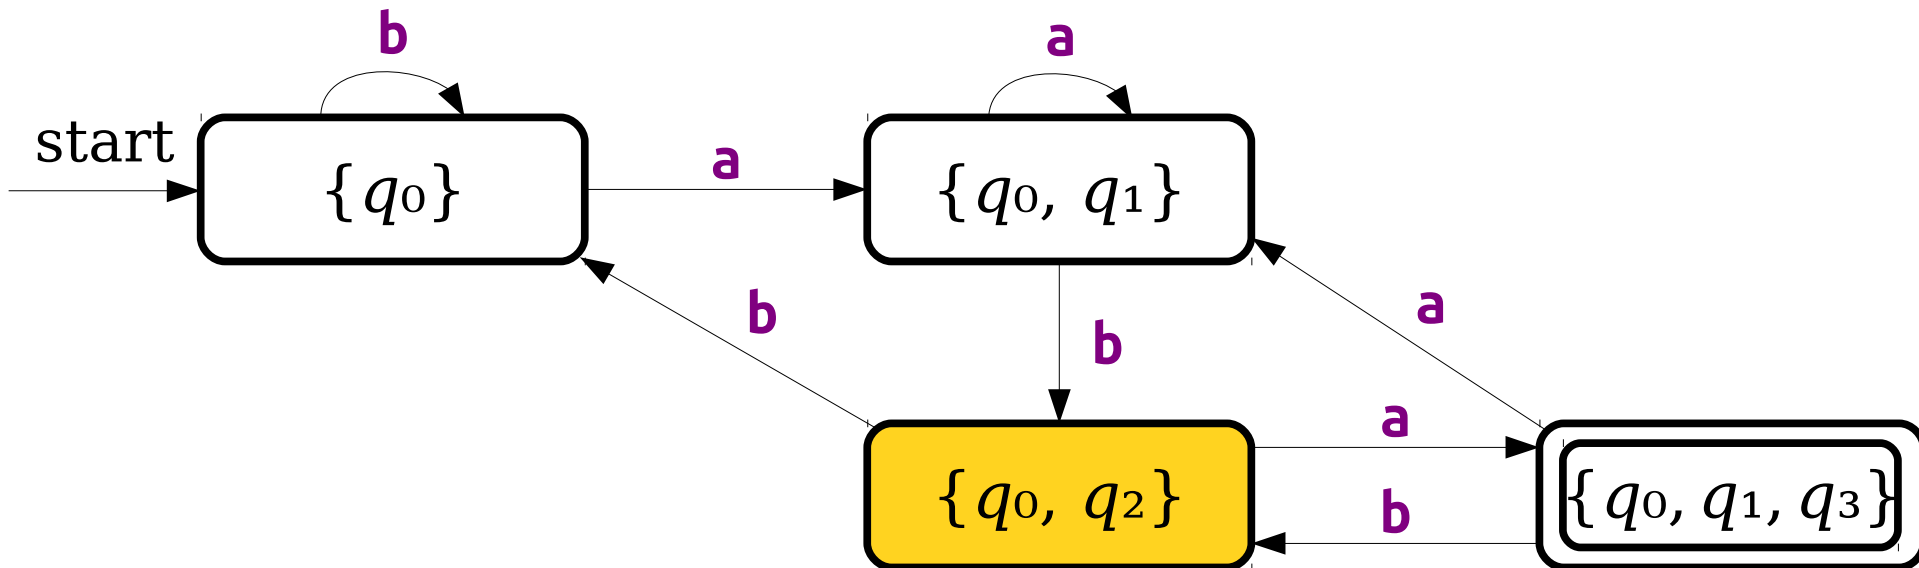 b
a
start
{q₀}
a
{q₀, q₁}
b
b
a
a
{q₀, q₂}
{q₀, q₁, q₃}
b